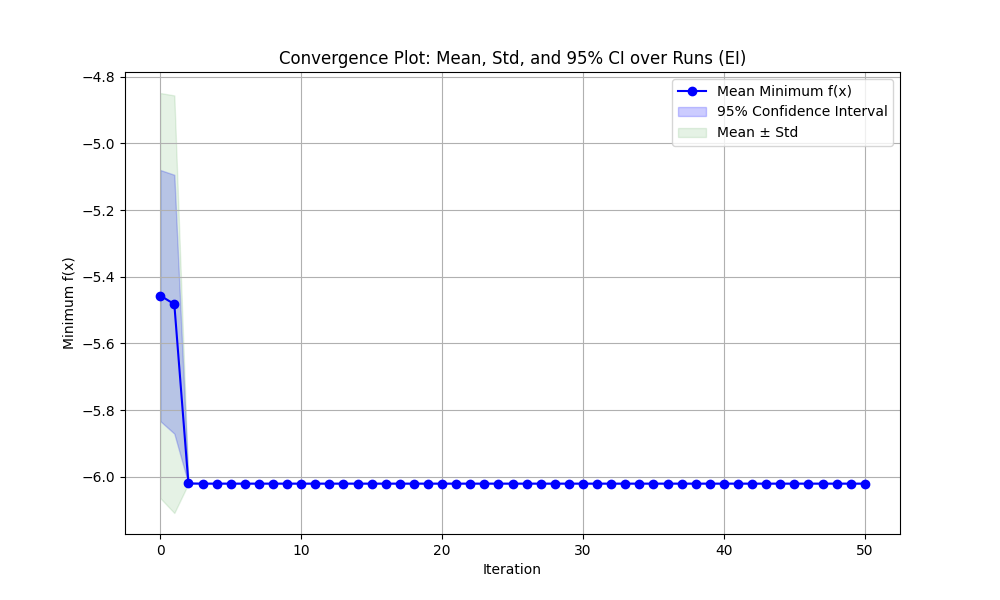 Convergence Plot: Mean, Std, and 95% CI over Runs (EI)
Mean Minimum f(x)
95% Confidence Interval
Mean ± Std
Minimum f(x)
−4.8
−5.0
−5.2
−5.4
−5.6
−5.8
−6.0
0 10 20 30 40 50
Iteration